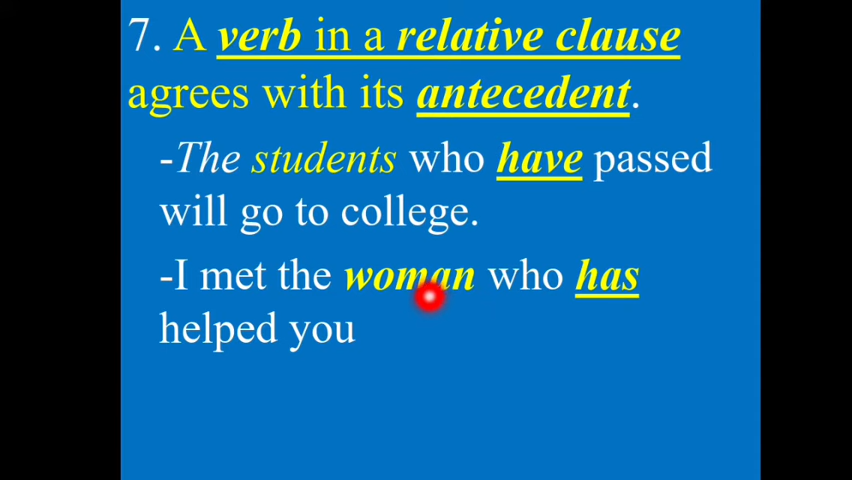 7. A verb in a relative clause
agrees with its antecedent.
-The students who have passed
will go to college.
-I met the woman who has
helped you